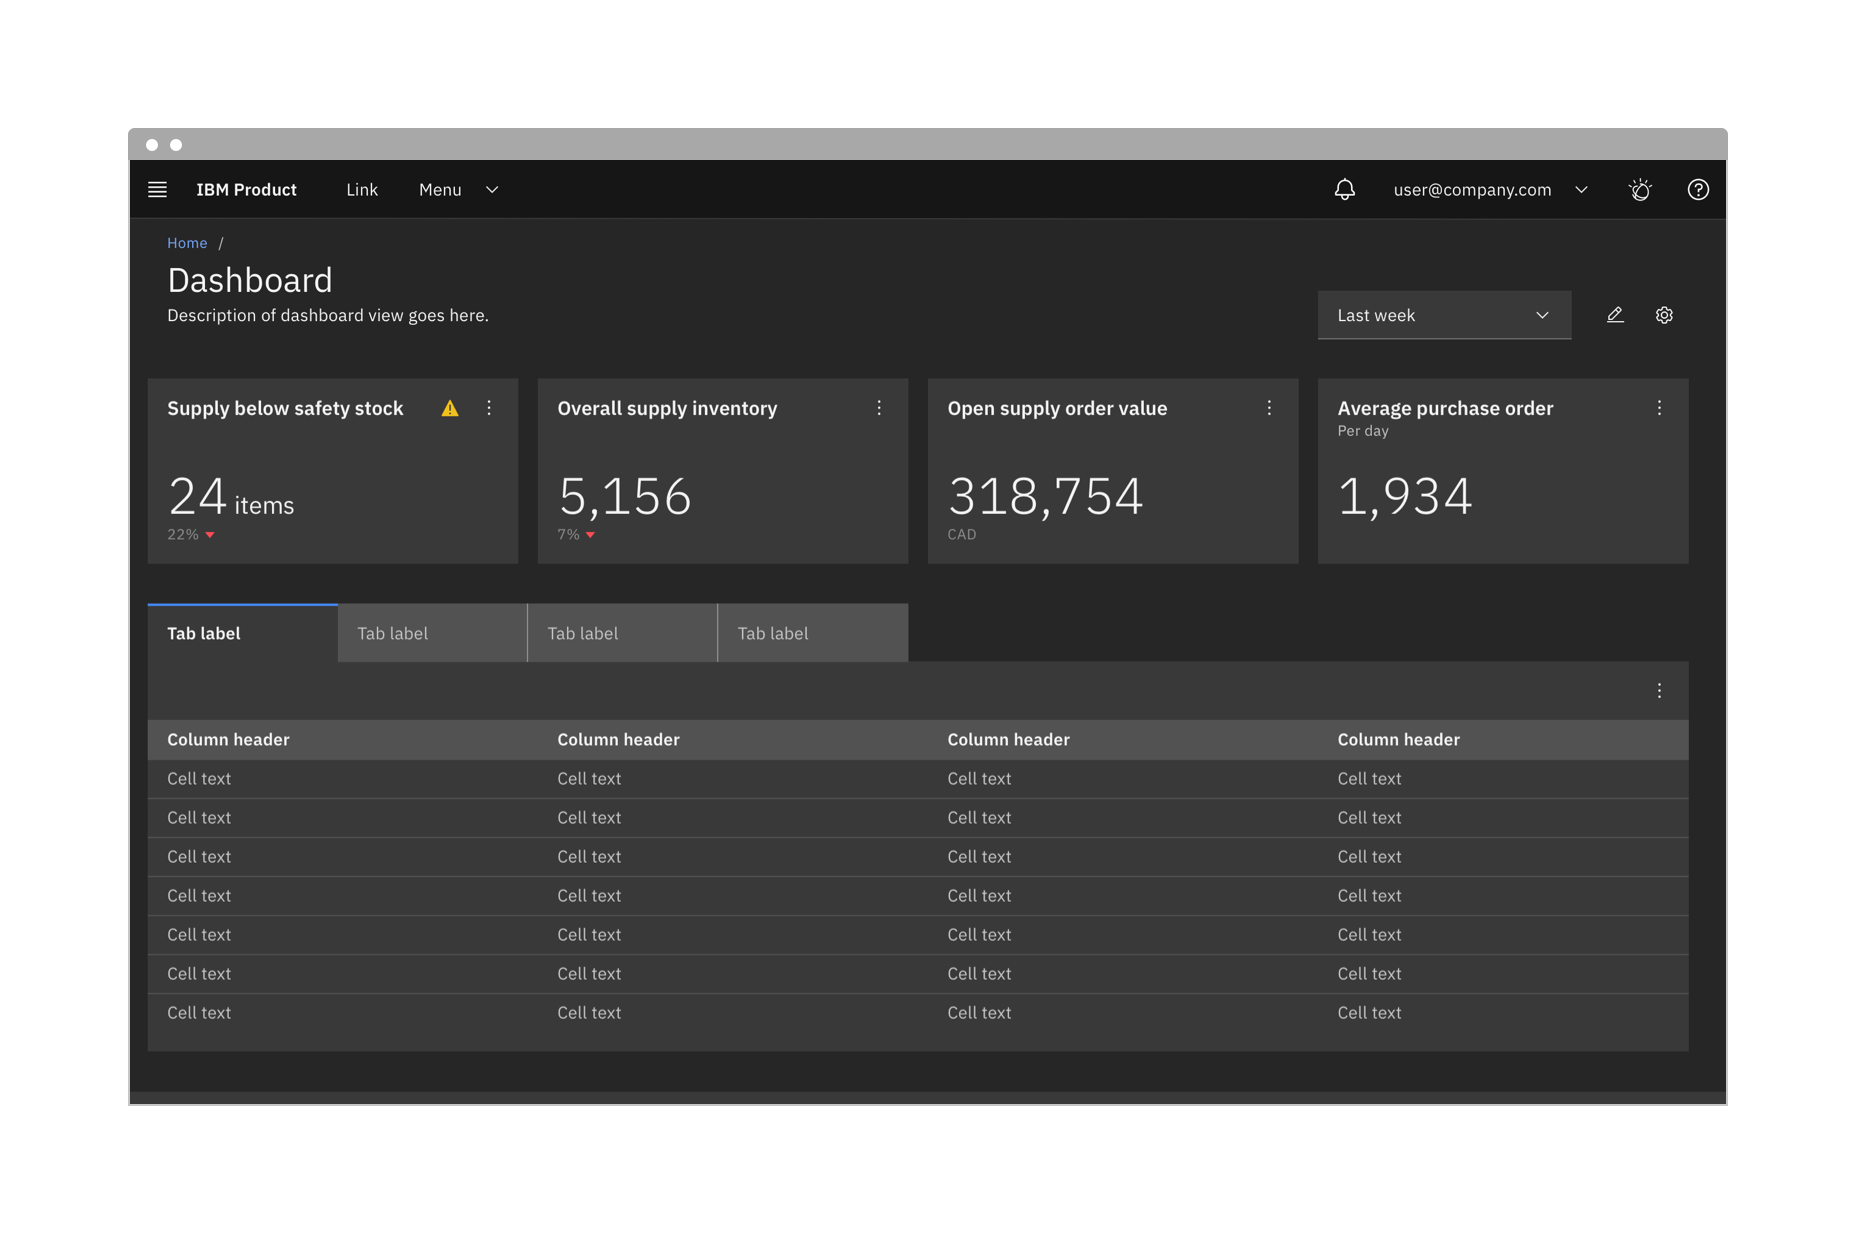 IBM Product Link Menu user@company.com
Home /
Dashboard
Description of dashboard view goes here.
Last week
Supply below safety stock
24 items
22%
Overall supply inventory
5,156
7%
Open supply order value
318,754
CAD
Average purchase order
Per day
1,934
Tab label Tab label Tab label Tab label
Column header Column header Column header Column header
Cell text Cell text Cell text Cell text
Cell text Cell text Cell text Cell text
Cell text Cell text Cell text Cell text
Cell text Cell text Cell text Cell text
Cell text Cell text Cell text Cell text
Cell text Cell text Cell text Cell text
Cell text Cell text Cell text Cell text